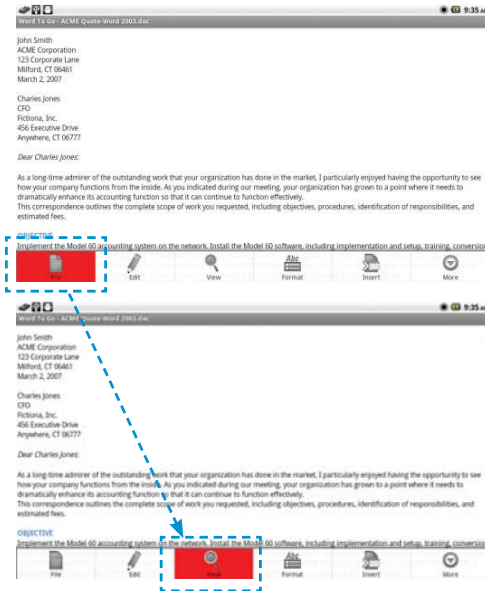 9:35 AM
Word To Go - ACME Quote-Word 2003.doc
John Smith
ACME Corporation
123 Corporate Lane
Milford, CT 06461
March 2, 2007
Charles Jones
CFO
Fictiona, Inc.
456 Executive Drive
Anywhere, CT 06777
Dear Charles Jones:
As a long-time admirer of the outstanding work that your organization has done in the market, I particularly enjoyed having the opportunity to see
how your company functions from the inside. As you indicated during our meeting, your organization has grown to a point where it needs to
dramatically enhance its accounting function so that it can continue to function effectively.
This correspondence outlines the complete scope of work you requested, including objectives, procedures, identification of responsibilities, and
estimated fees.
OBJECTIVE
Implement the Model 60 accounting system on the network. Install the Model 60 software, including implementation and setup, training, conversion
File Edit View Format Insert More
9:35
Word To Go - ACME Quote-Word 2003.doc
John Smith
ACME Corporation
123 Corporate Lane
Milford, CT 06461
March 2, 2007
Charles Jones
CFO
Fictiona, Inc.
456 Executive Drive
Anywhere, CT 06777
Dear Charles Jones:
As a long-time admirer of the outstanding work that your organization has done in the market, I particularly enjoyed having the opportunity to see
how your company functions from the inside. As you indicated during our meeting, your organization has grown to a point where it needs to
dramatically enhance its accounting function so that it can continue to function effectively.
This correspondence outlines the complete scope of work you requested, including objectives, procedures, identification of responsibilities, and
estimated fees.
OBJECTIVE
Implement the Model 60 accounting system on the network. Install the Model 60 software, including implementation and setup, training, conversion
File Edit View Format Insert More